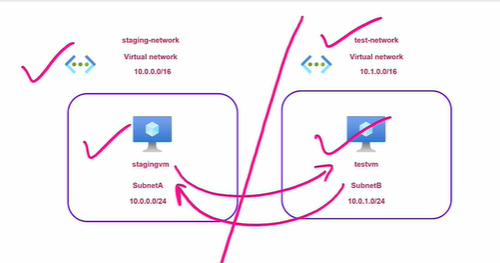 staging-network
Virtual network
10.0.0.0/16
stagingvm
SubnetA
10.0.0.0/24
test-network
Virtual network
10.1.0.0/16
testvm
SubnetB
10.0.1.0/24